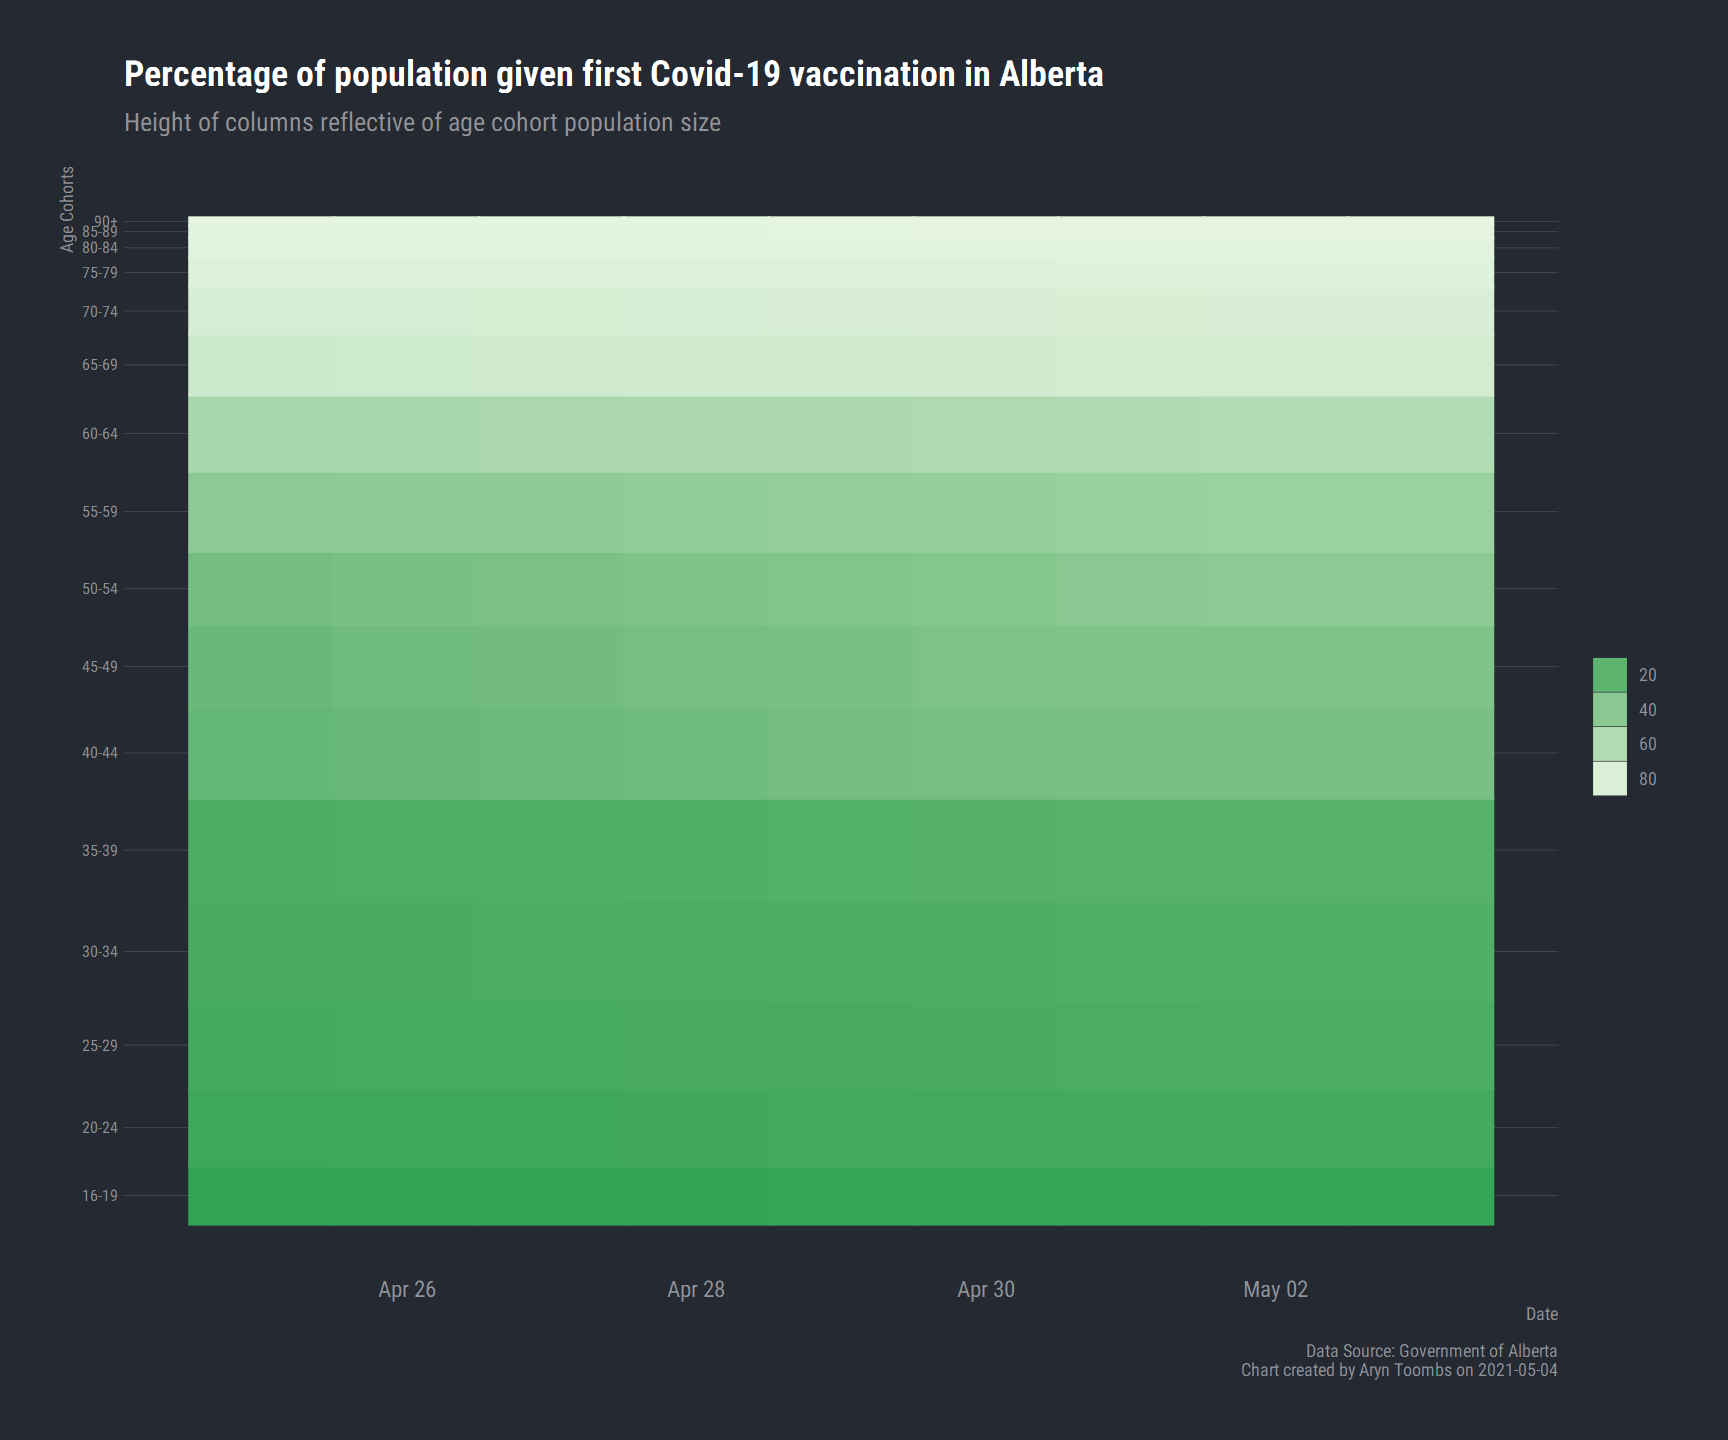 Percentage of population given first Covid-19 vaccination in Alberta
Height of columns reflective of age cohort population size
Age Cohorts
90+
85-89
80-84
75-79
70-74
65-69
60-64
55-59
50-54
45-49
40-44
35-39
30-34
25-29
20-24
16-19
20
40
60
80
Apr 26 Apr 28 Apr 30 May 02
Date
Data Source: Government of Alberta
Chart created by Aryn Toombs on 2021-05-04